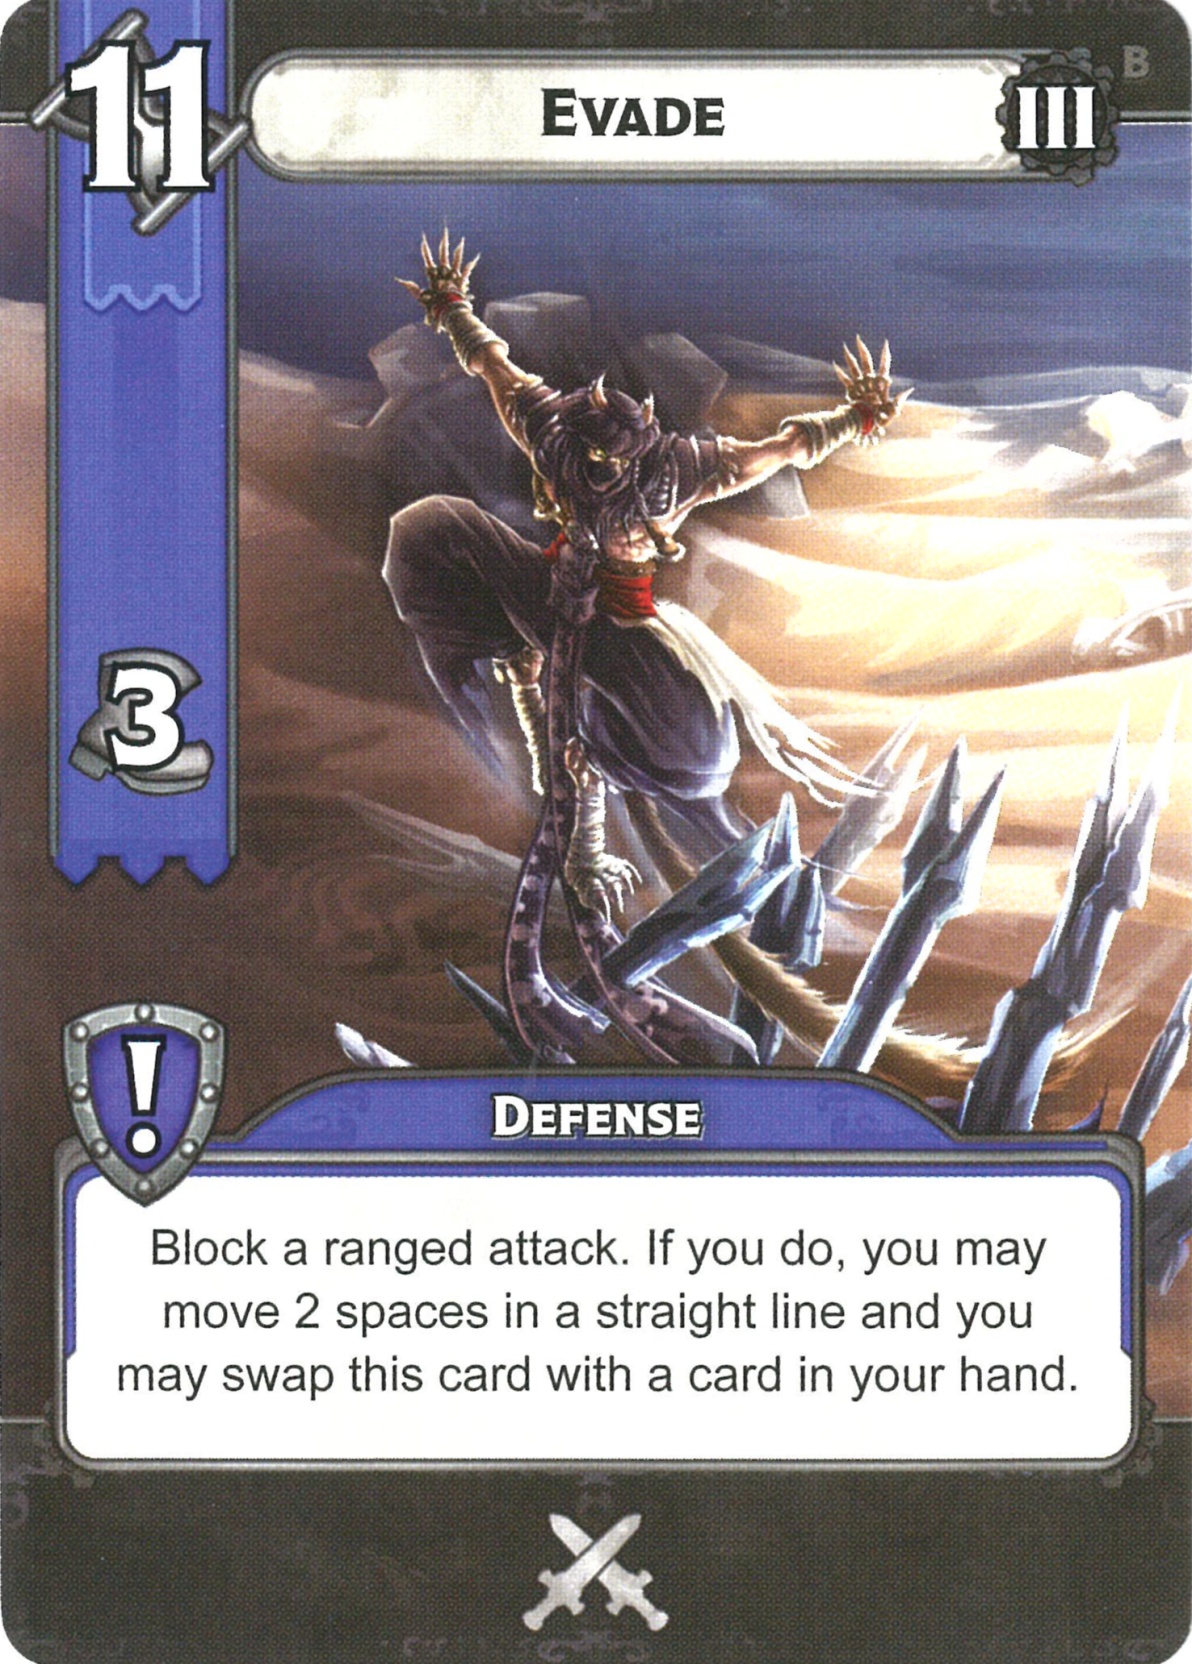 11
EVADE
III
B
3
!
DEFENSE
Block a ranged attack. If you do, you may
move 2 spaces in a straight line and you
may swap this card with a card in your hand.